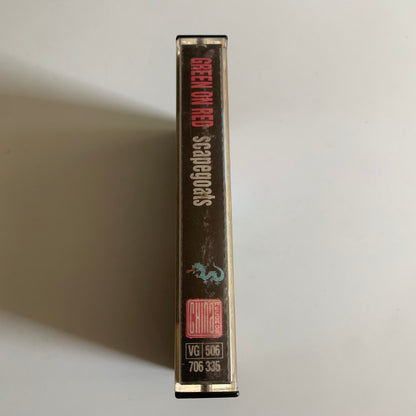 GREEN ON RED scapegoats
CHINA
VG 506
706 335